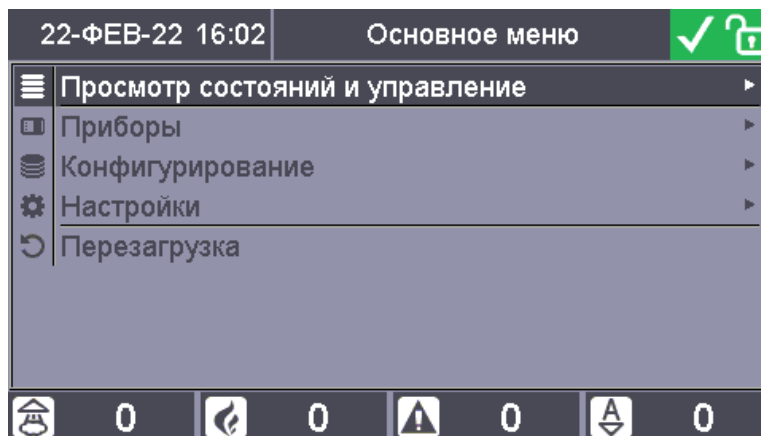 22-ФЕВ-22 16:02 Основное меню
Просмотр состояний и управление
Приборы
Конфигурирование
Настройки
Перезагрузка
0 0 0 A 0